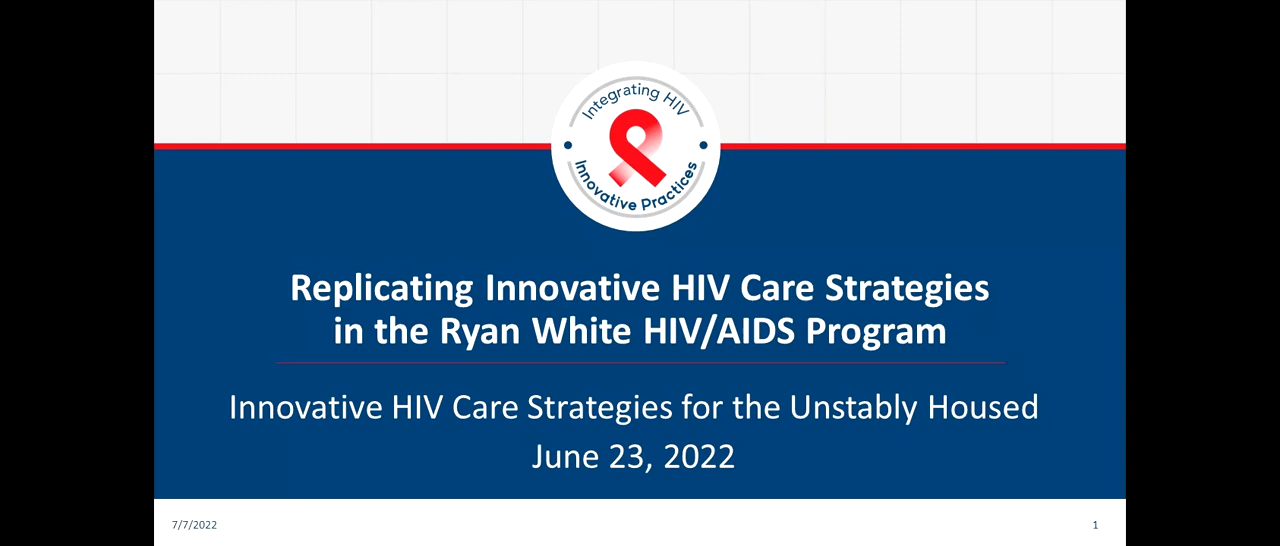 Integrating HIV
Innovative Practices
Replicating Innovative HIV Care Strategies
in the Ryan White HIV/AIDS Program
Innovative HIV Care Strategies for the Unstably Housed
June 23, 2022
7/7/2022
1